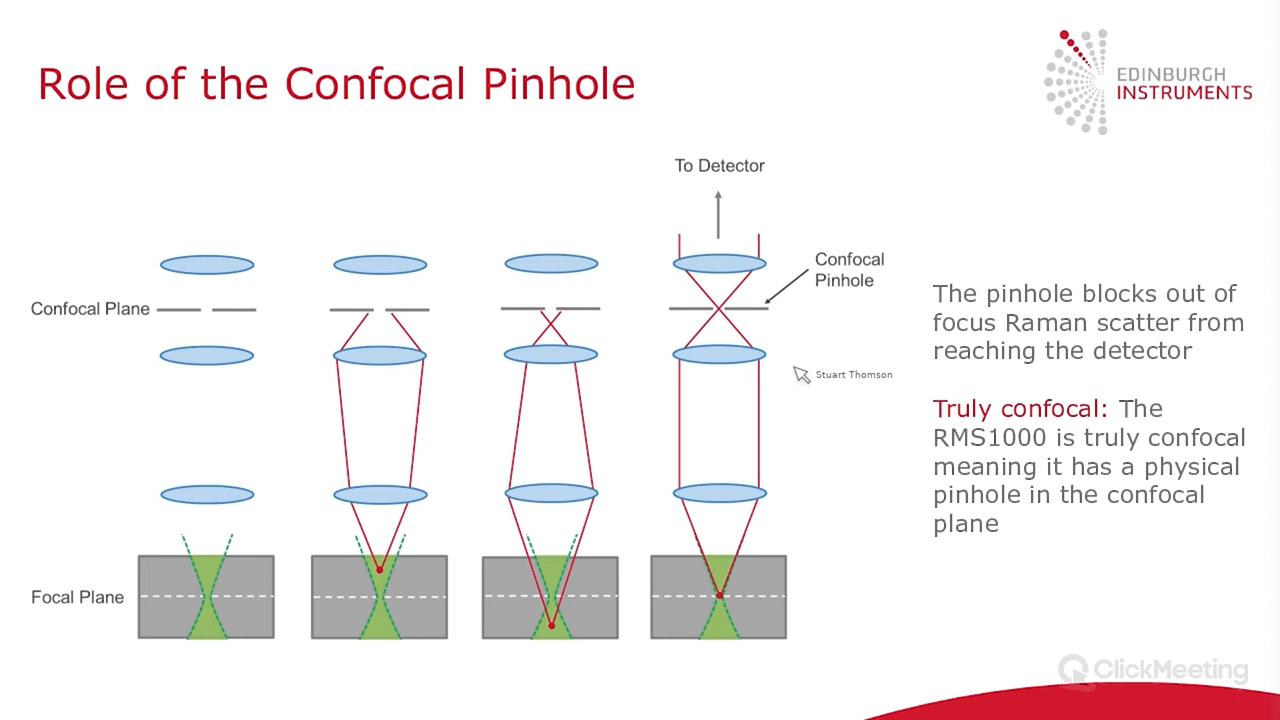 Role of the Confocal Pinhole
EDINBURGH
INSTRUMENTS
To Detector
Confocal
Pinhole
Confocal Plane
Stuart Thomson
Focal Plane
The pinhole blocks out of
focus Raman scatter from
reaching the detector
Truly confocal: The
RMS1000 is truly confocal
meaning it has a physical
pinhole in the confocal
plane
ClickMeeting